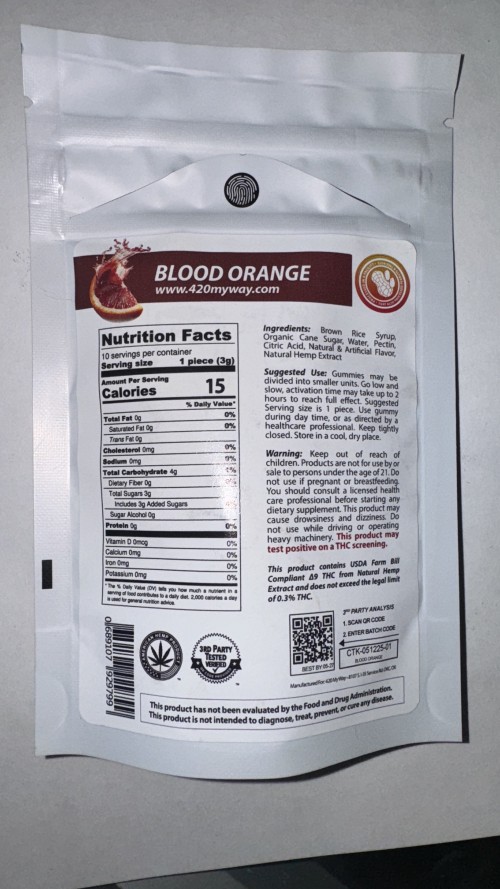 BLOOD ORANGE
www.420myway.com
Nutrition Facts
10 servings per container
Serving size 1 piece (3g)
Amount Per Serving
Calories 15
% Daily Value*
Total Fat 0g 0%
Saturated Fat 0g 0%
Trans Fat 0g
Cholesterol 0mg 0%
Sodium 0mg 0%
Total Carbohydrate 4g
Dietary Fiber 0g
Total Sugars 3g
Includes 3g Added Sugars
Sugar Alcohol 0g
Protein 0g 0%
Vitamin D 0mcg 0%
Calcium 0mg 0%
Iron 0mg 0%
Potassium 0mg 0%
*The % Daily Value (DV) tells you how much a nutrient in a
serving of food contributes to a daily diet. 2,000 calories a day
is used for general nutrition advice.
Ingredients: Brown Rice Syrup,
Organic Cane Sugar, Water, Pectin,
Citric Acid, Natural & Artificial Flavor,
Natural Hemp Extract
Suggested Use: Gummies may be
divided into smaller units. Go low and
slow, activation time may take up to 2
hours to reach full effect. Suggested
Serving size is 1 piece. Use gummy
during day time, or as directed by a
healthcare professional. Keep tightly
closed. Store in a cool, dry place.
Warning: Keep out of reach of
children. Products are not for use by or
sale to persons under the age of 21. Do
not use if pregnant or breastfeeding.
You should consult a licensed health
care professional before starting any
dietary supplement. This product may
cause drowsiness and dizziness. Do
not use while driving or operating
heavy machinery. This product may
test positive on a THC screening.
This product contains USDA Farm Bill
Compliant Δ9 THC from Natural Hemp
Extract and does not exceed the legal limit
of 0.3% THC.
3RD PARTY
TESTED
VERIFIED
3RD PARTY ANALYSIS
1. SCAN QR CODE
2. ENTER BATCH CODE
CTK-051225-01
BLOOD ORANGE
BEST BY 05-27
This product has not been evaluated by the Food and Drug Administration.
This product is not intended to diagnose, treat, prevent, or cure any disease.